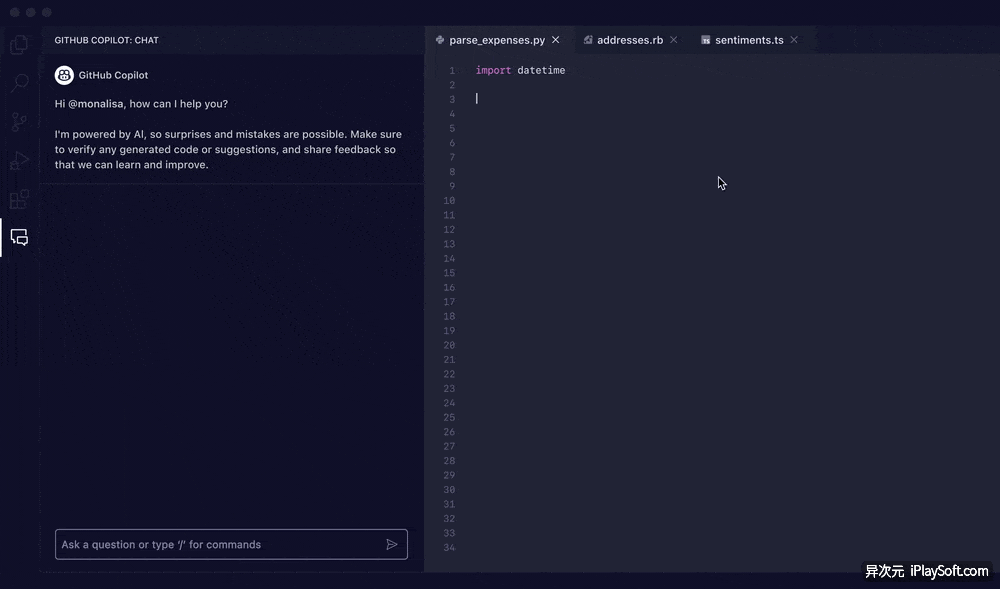 GITHUB COPILOT: CHAT
GitHub Copilot
Hi @monalisa, how can I help you?
I'm powered by AI, so surprises and mistakes are possible. Make sure
to verify any generated code or suggestions, and share feedback so
that we can learn and improve.
Ask a question or type '/' for commands
parse_expenses.py
addresses.rb
TS sentiments.ts
1 import datetime
2
3
4
5
6
7
8
9
10
11
12
13
14
15
16
17
18
19
20
21
22
23
24
25
26
27
28
29
30
31
32
33
34
异次元 iPlaySoft.com